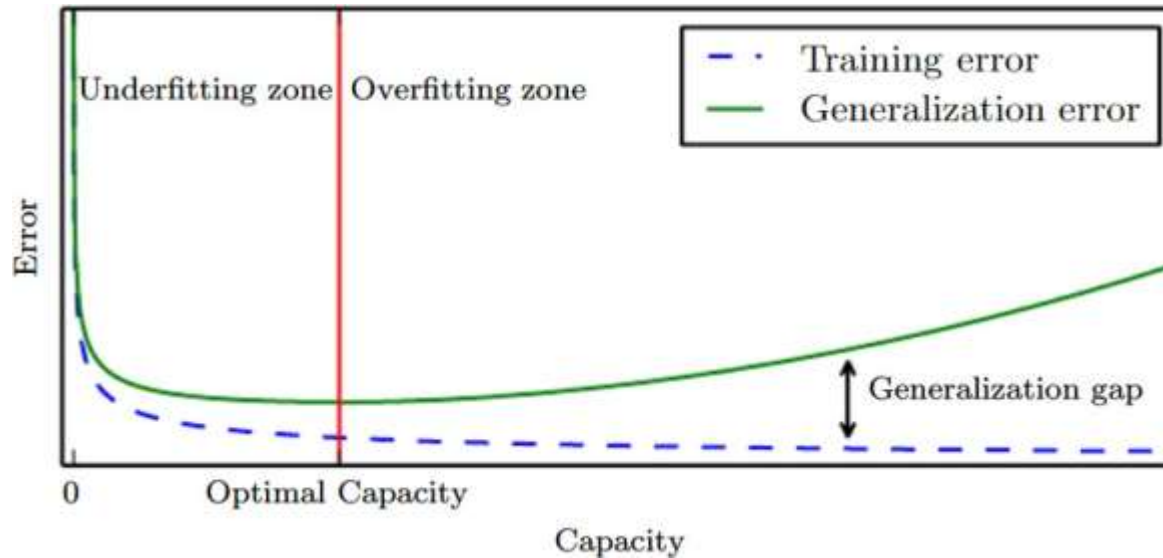 Training error
Generalization error
Underfitting zone
Overfitting zone
Error
Generalization gap
0
Optimal Capacity
Capacity